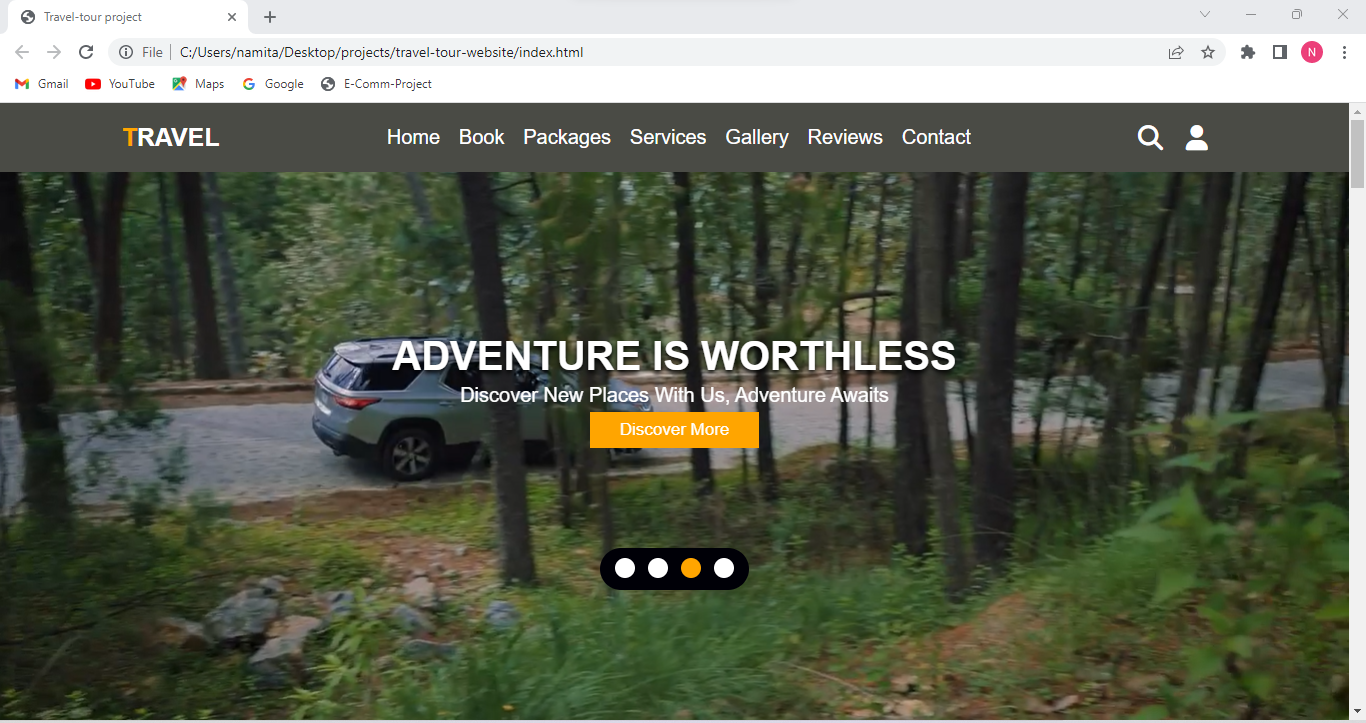 Travel-tour project
File C:/Users/namita/Desktop/projects/travel-tour-website/index.html
N
Gmail YouTube Maps Google E-Comm-Project
TRAVEL Home Book Packages Services Gallery Reviews Contact
ADVENTURE IS WORTHLESS
Discover New Places With Us, Adventure Awaits
Discover More